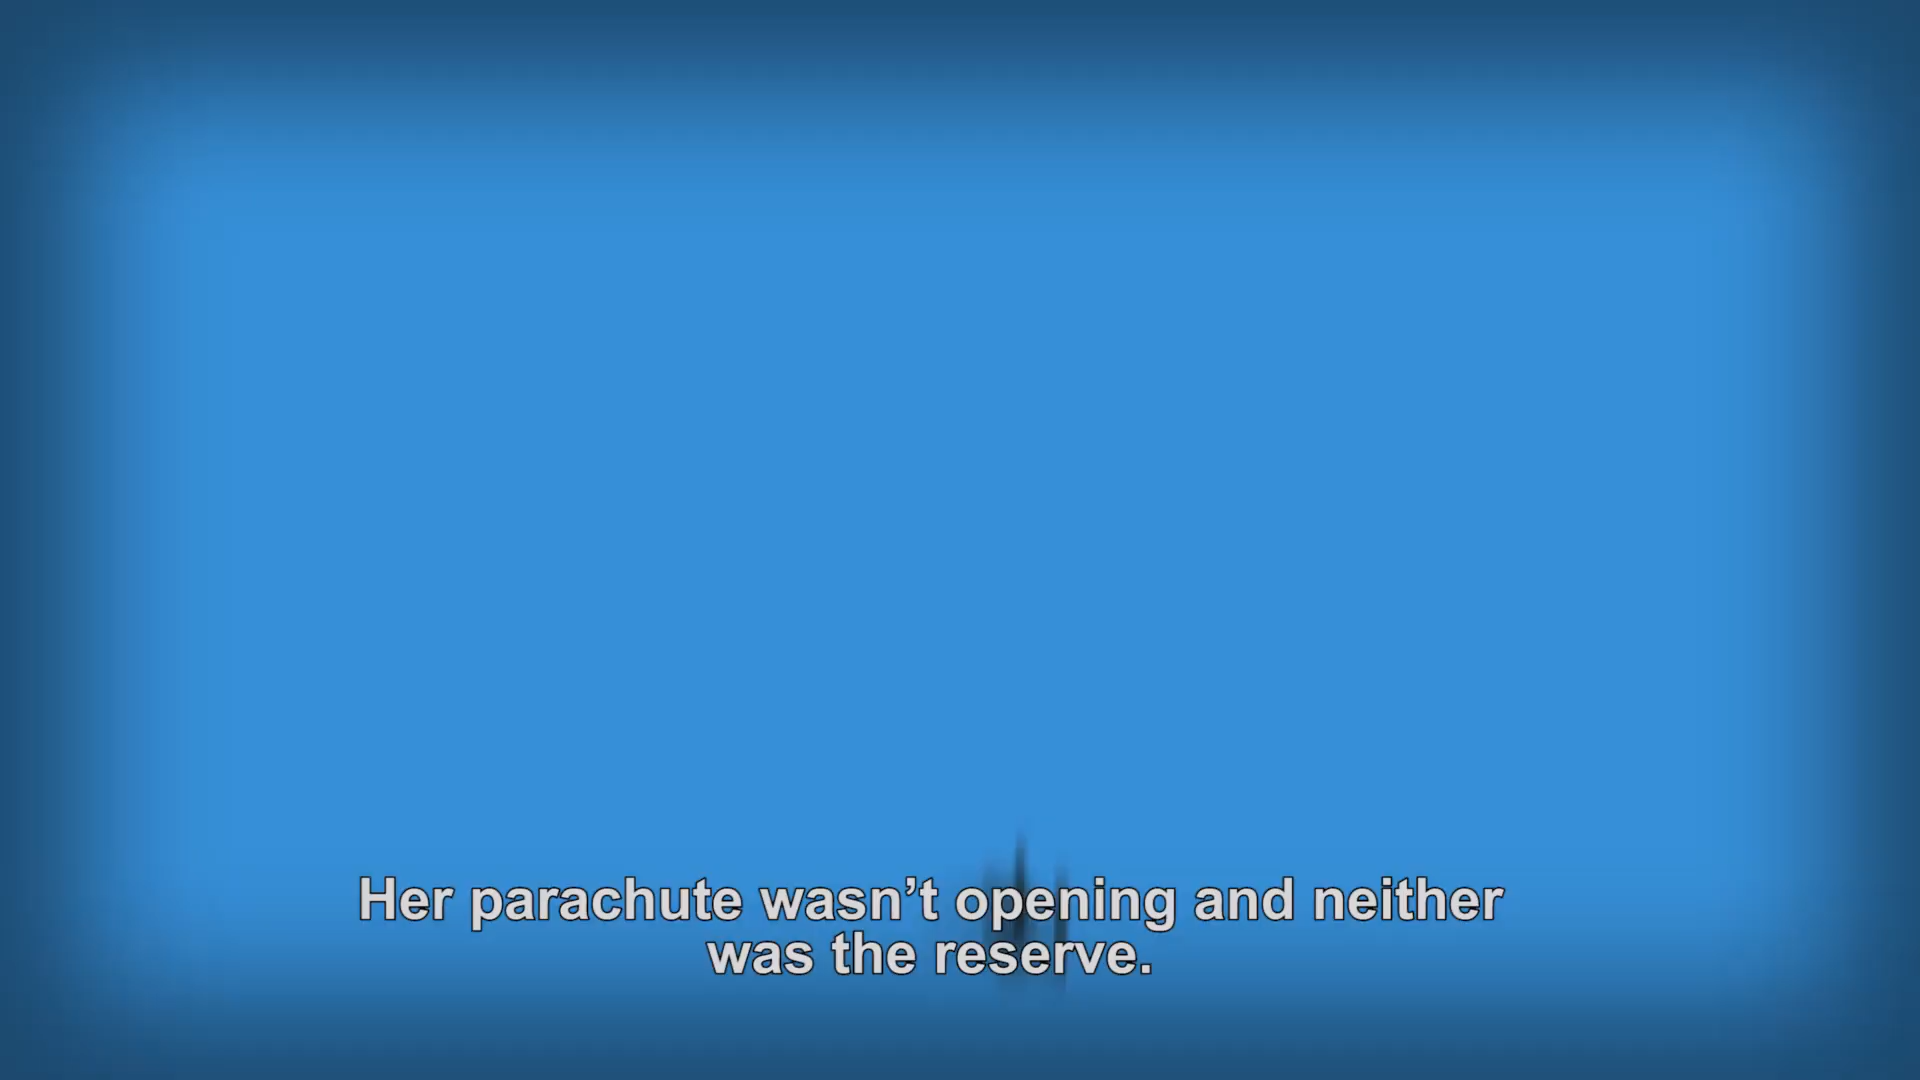 Her parachute wasn’t opening and neither
was the reserve.